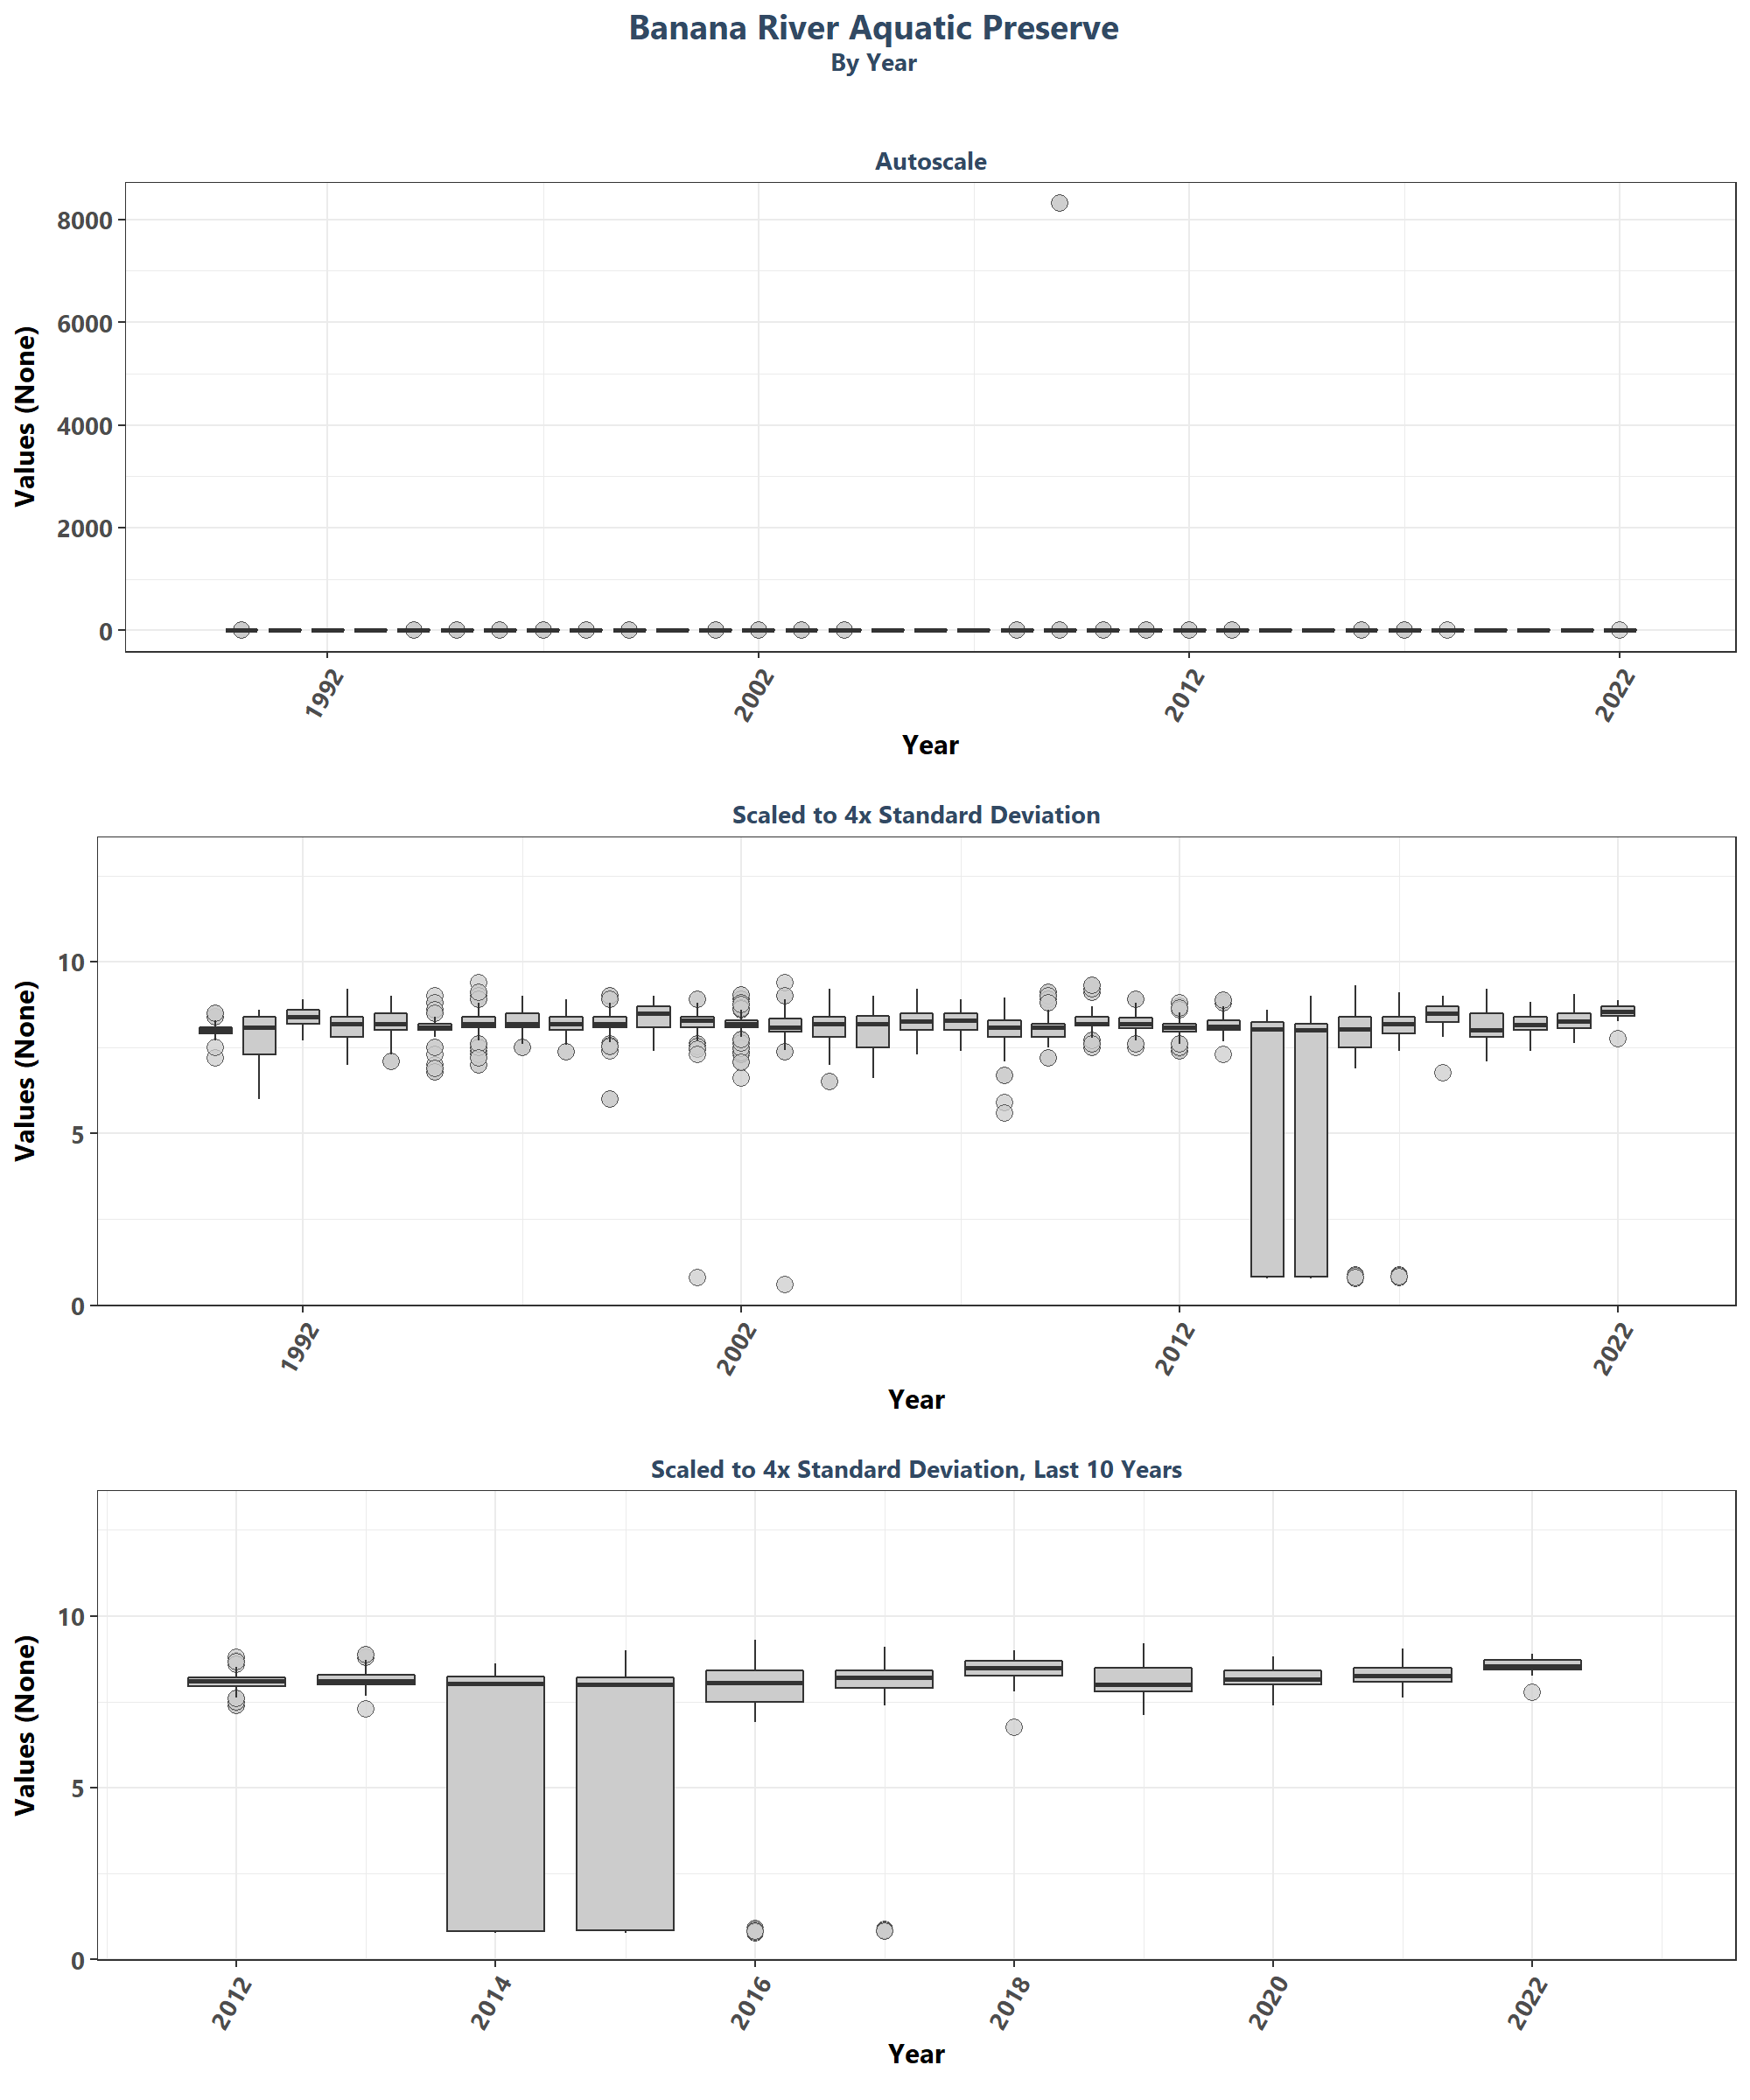 Banana River Aquatic Preserve
By Year
Autoscale
Values (None)
8000
6000
4000
2000
0
1992
2002
2012
2022
Year
Scaled to 4x Standard Deviation
Values (None)
10
5
0
1992
2002
2012
2022
Year
Scaled to 4x Standard Deviation, Last 10 Years
Values (None)
10
5
0
2012
2014
2016
2018
2020
2022
Year